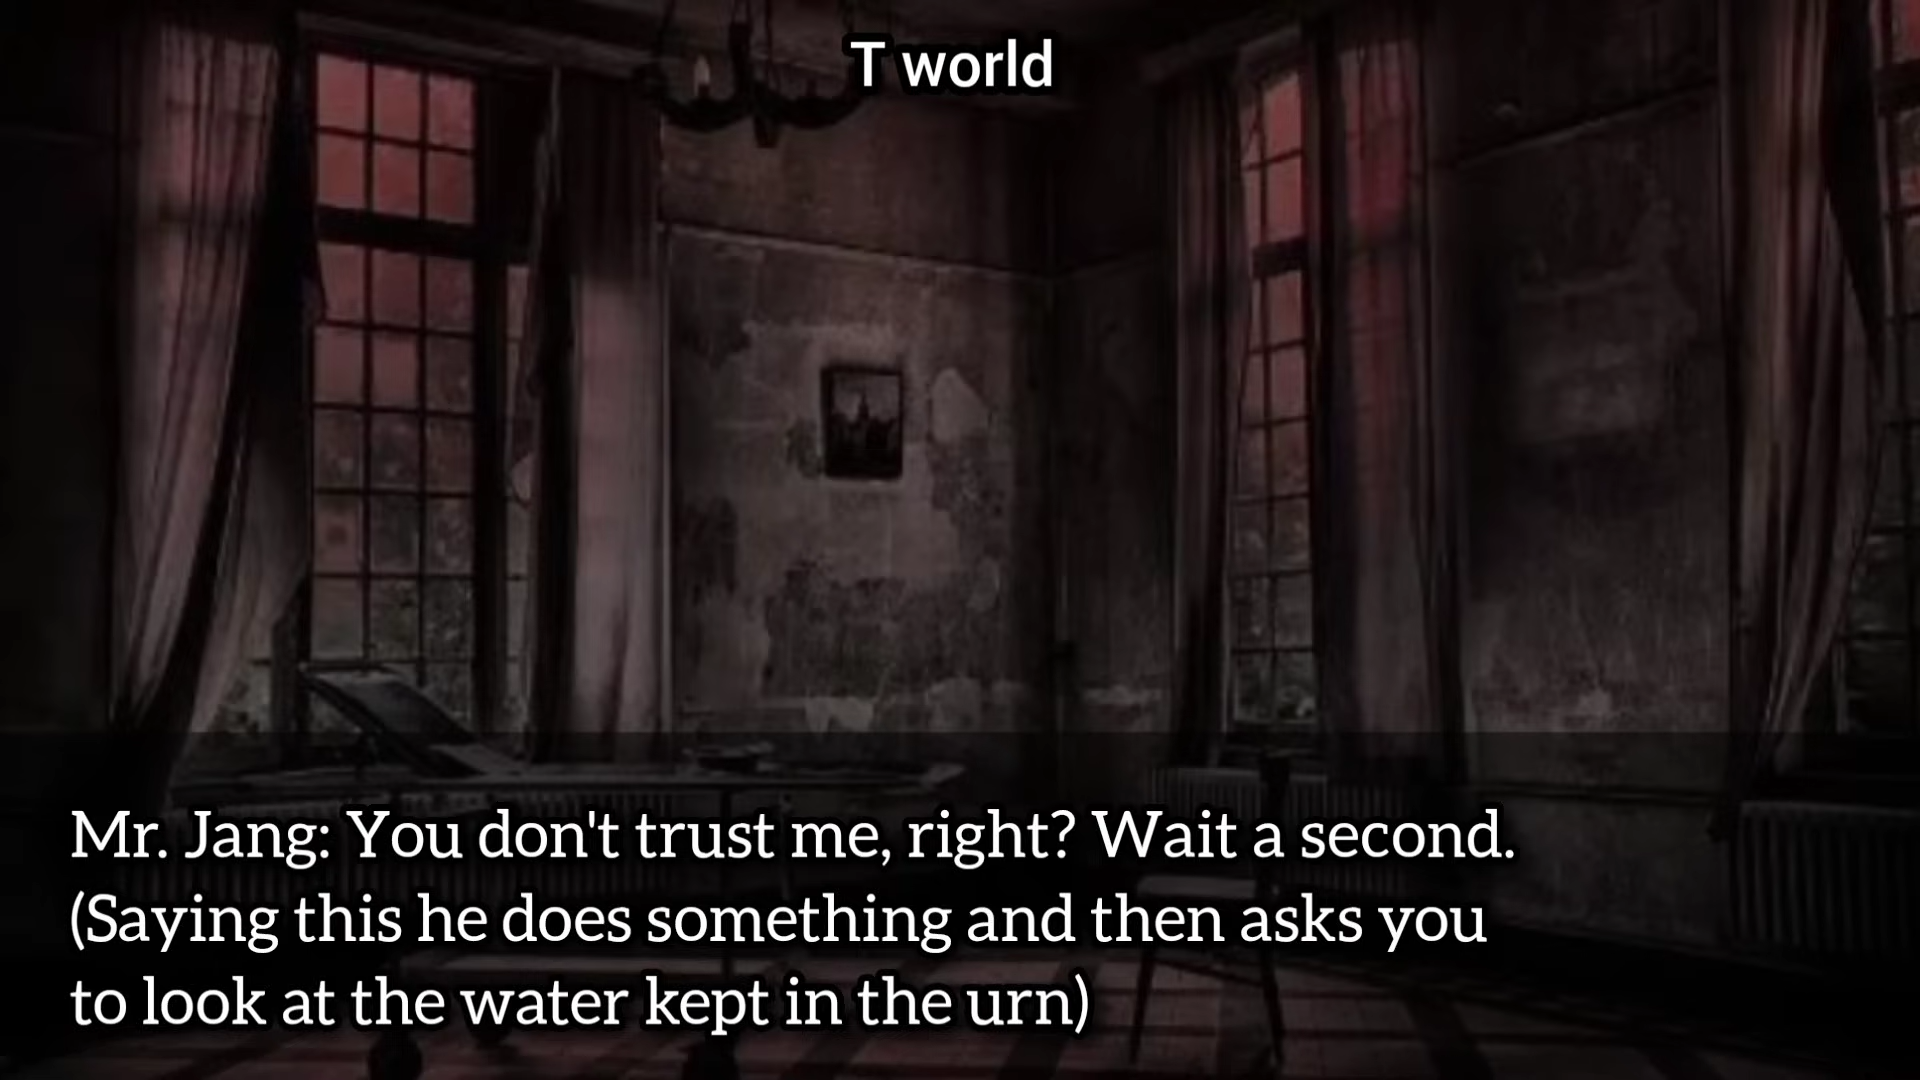 T world
Mr. Jang: You don't trust me, right? Wait a second.
(Saying this he does something and then asks you
to look at the water kept in the urn)